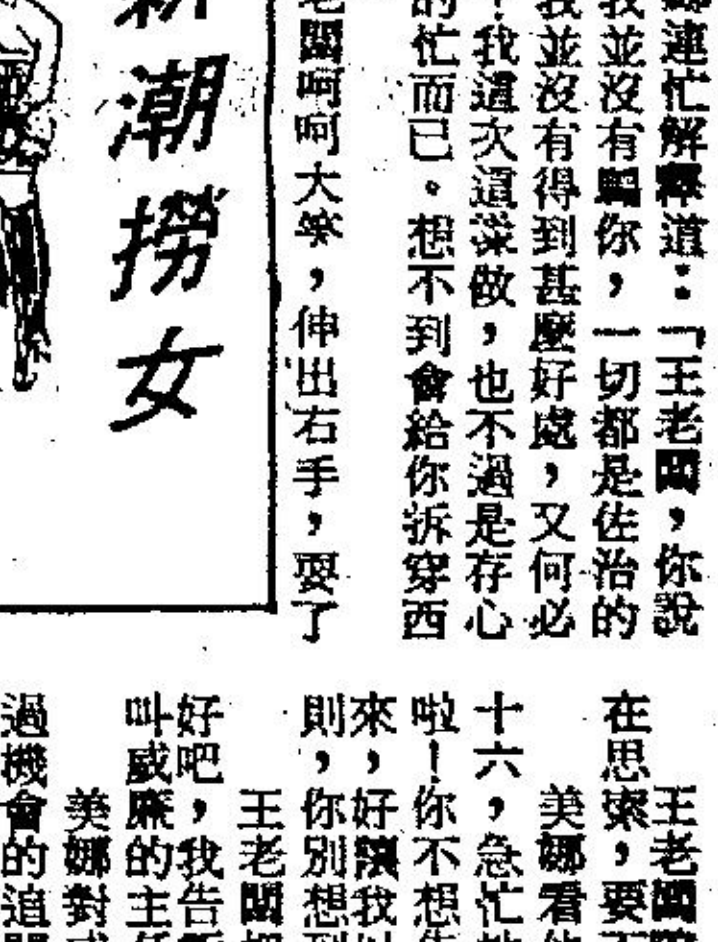 連忙解釋道：「王老闆，你說
我並沒有騙你，一切都是佐治的
我並沒有得到甚麼好處，又何必
！我這次這樣做，也不過是存心
的忙而已。想不到會給你拆穿西
老闆呵呵大笑，伸出右手，耍了
新潮撈女
王老闆
在思索，要
美娜看
十六，急忙
啦！你不想
來，好讓我
則，你別想到
王老闆
好吧，我告
叫威廉的主任
美娜對
過機會的追